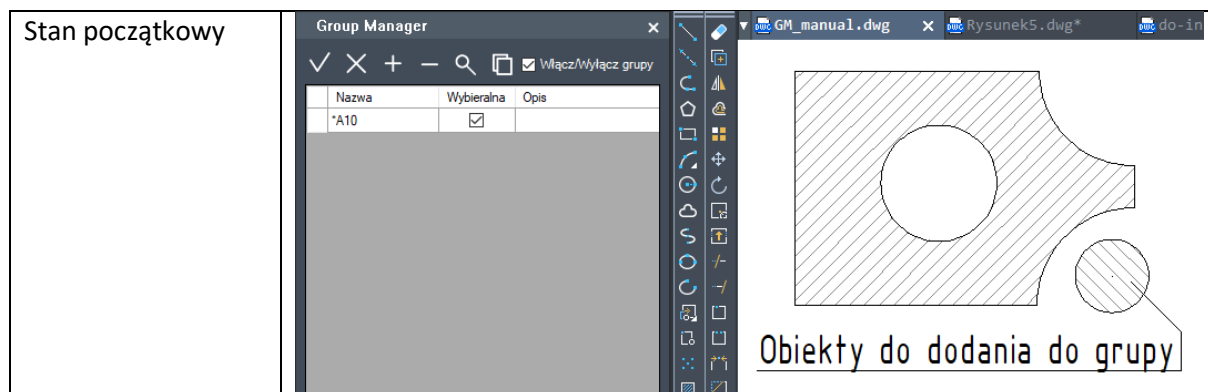 Stan początkowy
Group Manager
Włącz/Wyłącz grupy
Nazwa Wybieralna Opis
*A10
GM_manual.dwg Rysunek5.dwg* do-in
Obiekty do dodania do grupy